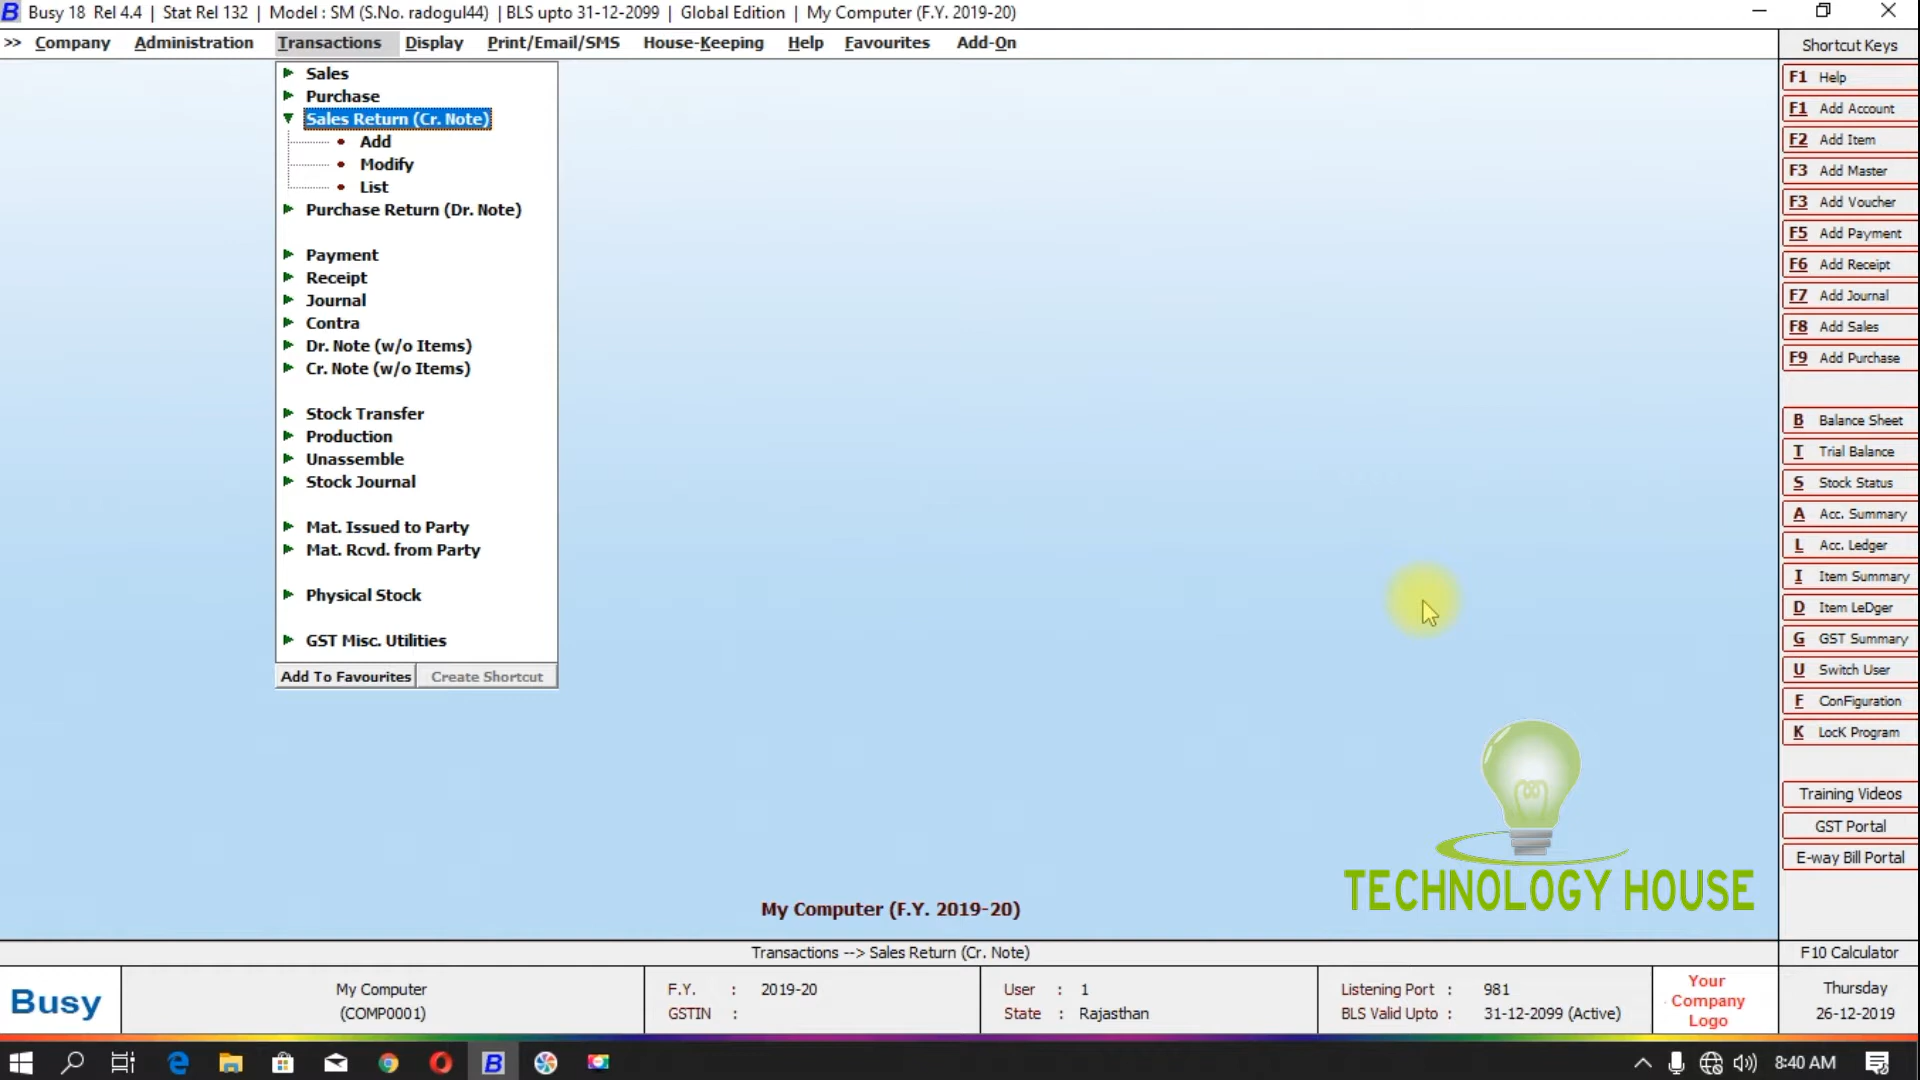 B Busy 18 Rel 4.4 | Stat Rel 132 | Model : SM (S.No. radogul44) | BLS upto 31-12-2099 | Global Edition | My Computer (F.Y. 2019-20)
>> Company Administration Transactions Display Print/Email/SMS House-Keeping Help Favourites Add-On
Sales
Purchase
Sales Return (Cr. Note)
Add
Modify
List
Purchase Return (Dr. Note)
Payment
Receipt
Journal
Contra
Dr. Note (w/o Items)
Cr. Note (w/o Items)
Stock Transfer
Production
Unassemble
Stock Journal
Mat. Issued to Party
Mat. Rcvd. from Party
Physical Stock
GST Misc. Utilities
Add To Favourites Create Shortcut
Shortcut Keys
F1 Help
F1 Add Account
F2 Add Item
F3 Add Master
F3 Add Voucher
F5 Add Payment
F6 Add Receipt
F7 Add Journal
F8 Add Sales
F9 Add Purchase
B Balance Sheet
T Trial Balance
S Stock Status
A Acc. Summary
L Acc. Ledger
I Item Summary
D Item LeDger
G GST Summary
U Switch User
F ConFiguration
K LocK Program
Training Videos
GST Portal
E-way Bill Portal
TECHNOLOGY HOUSE
My Computer (F.Y. 2019-20)
Transactions --> Sales Return (Cr. Note)
F10 Calculator
Busy
My Computer
(COMP0001)
F.Y. : 2019-20
GSTIN :
User : 1
State : Rajasthan
Listening Port : 981
BLS Valid Upto : 31-12-2099 (Active)
Your
Company
Logo
Thursday
26-12-2019
B
8:40 AM